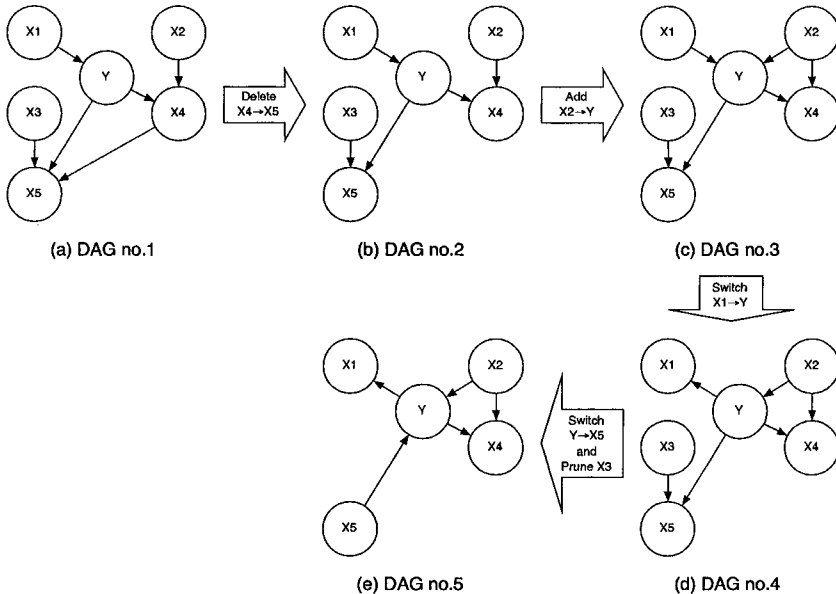 X1
X2
Y
X3
X4
X5
(a) DAG no.1
Delete
X4→X5
X1
X2
Y
X3
X4
X5
(b) DAG no.2
Add
X2→Y
X1
X2
Y
X3
X4
X5
(c) DAG no.3
Switch
X1→Y
X1
X2
Y
X3
X4
X5
(d) DAG no.4
Switch
Y→X5
and
Prune X3
X1
X2
Y
X4
X5
(e) DAG no.5